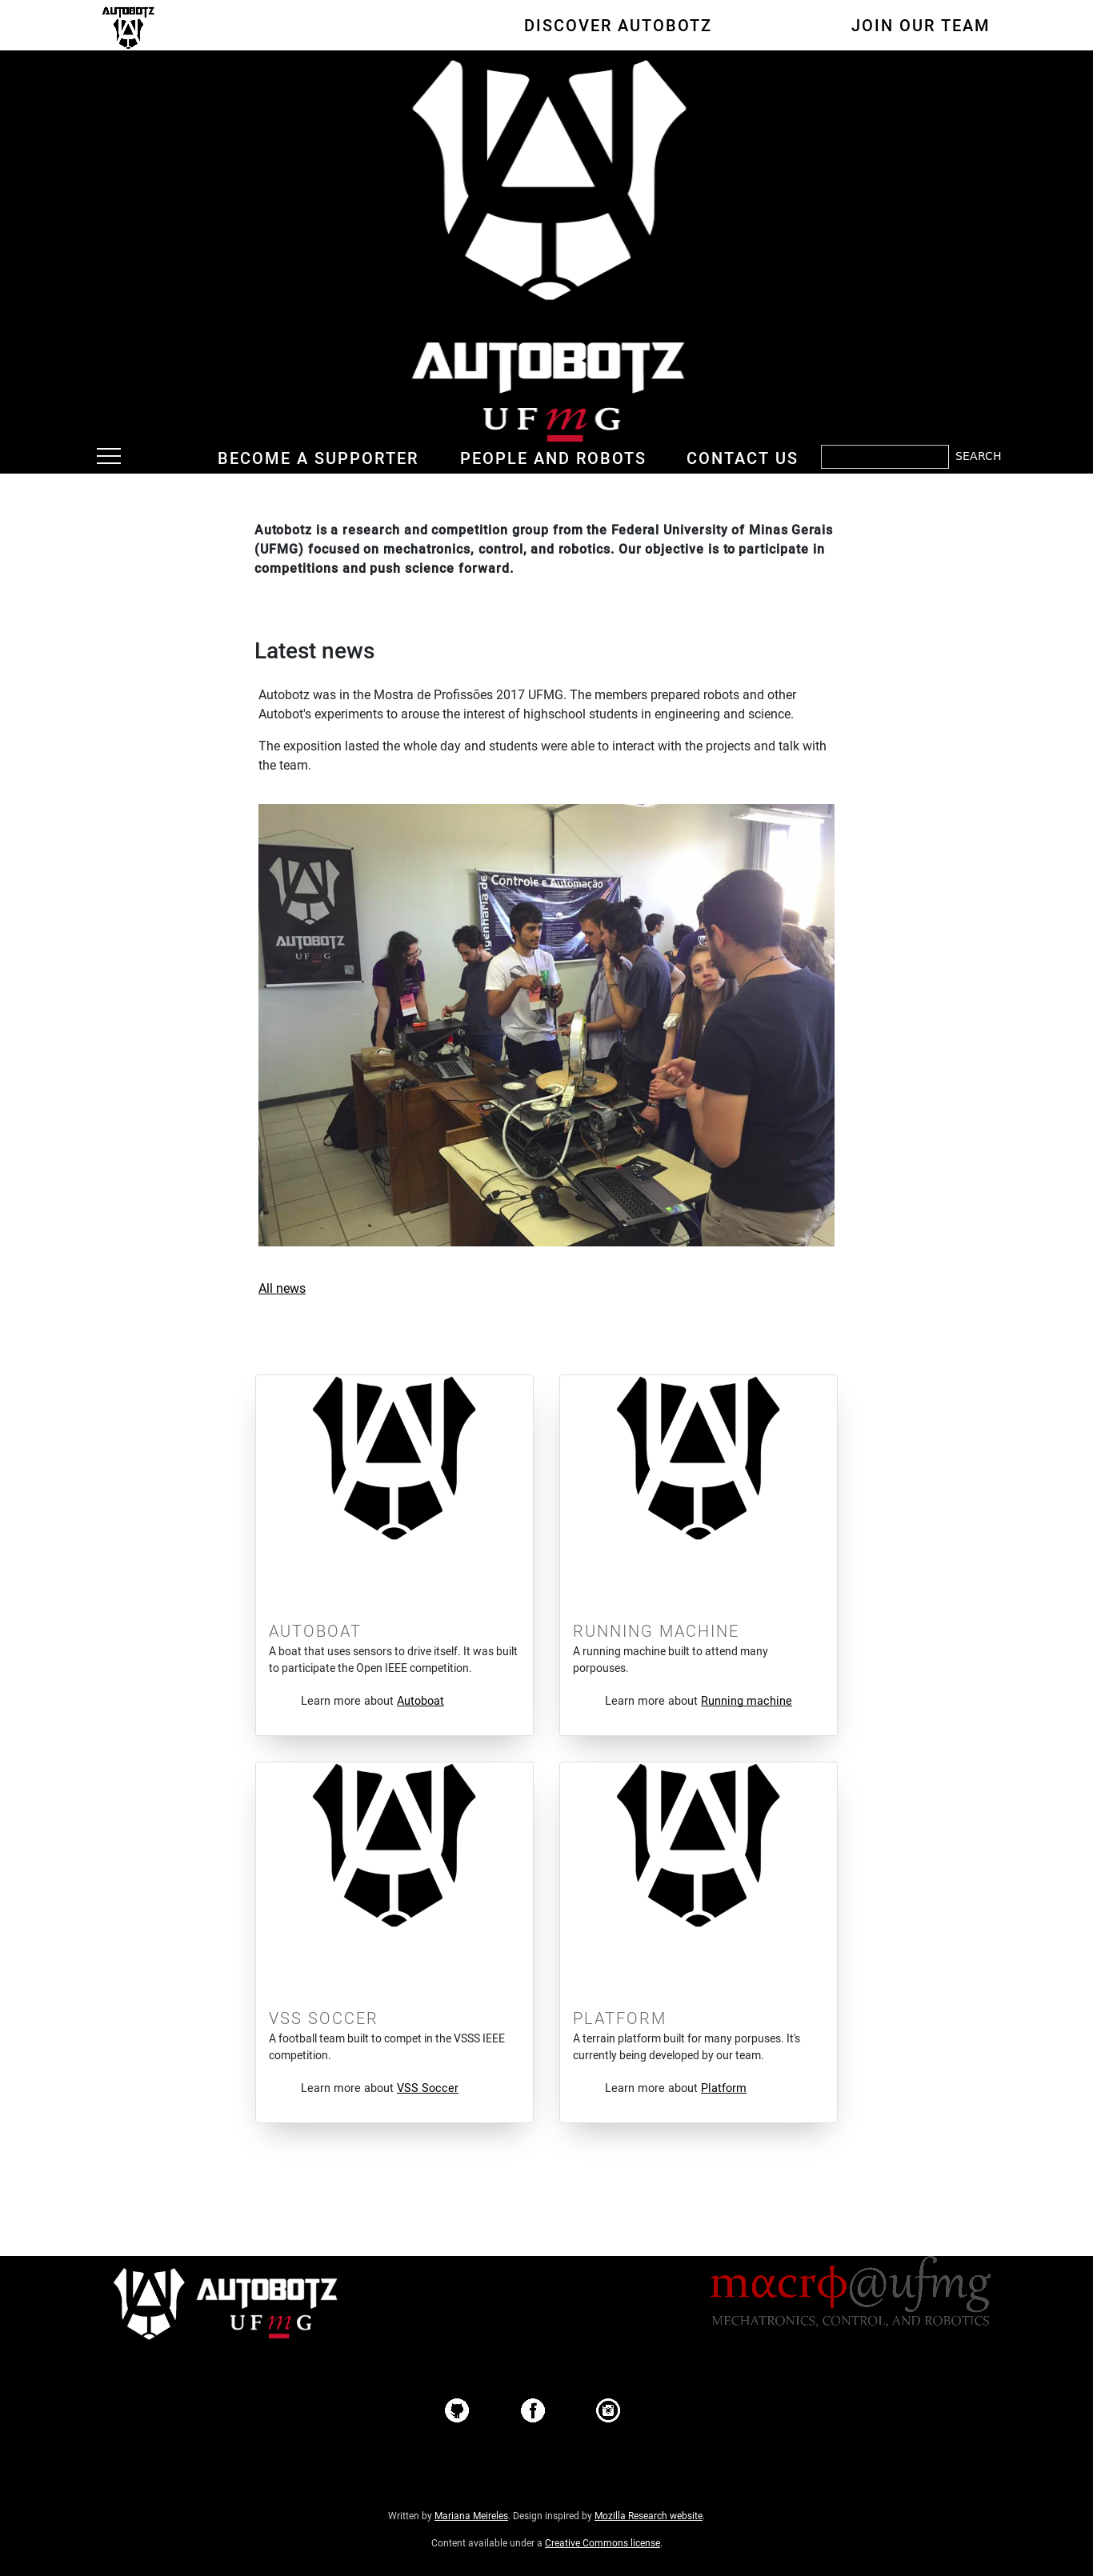 AUTOBOTZ
DISCOVER AUTOBOTZ
JOIN OUR TEAM
AUTOBOTZ
UFmG
BECOME A SUPPORTER
PEOPLE AND ROBOTS
CONTACT US
SEARCH
Autobotz is a research and competition group from the Federal University of Minas Gerais
(UFMG) focused on mechatronics, control, and robotics. Our objective is to participate in
competitions and push science forward.
Latest news
Autobotz was in the Mostra de Profissões 2017 UFMG. The members prepared robots and other
Autobot's experiments to arouse the interest of highschool students in engineering and science.
The exposition lasted the whole day and students were able to interact with the projects and talk with
the team.
AUTOBOTZ
UFmG
Engenharia de
Controle e Automação
All news
AUTOBOAT
A boat that uses sensors to drive itself. It was built
to participate the Open IEEE competition.
Learn more about Autoboat
RUNNING MACHINE
A running machine built to attend many
porpouses.
Learn more about Running machine
VSS SOCCER
A football team built to compet in the VSSS IEEE
competition.
Learn more about VSS Soccer
PLATFORM
A terrain platform built for many porpuses. It's
currently being developed by our team.
Learn more about Platform
AUTOBOTZ
UFmG
macrφ@ufmg
MECHATRONICS, CONTROL, AND ROBOTICS
Written by Mariana Meireles. Design inspired by Mozilla Research website.
Content available under a Creative Commons license.